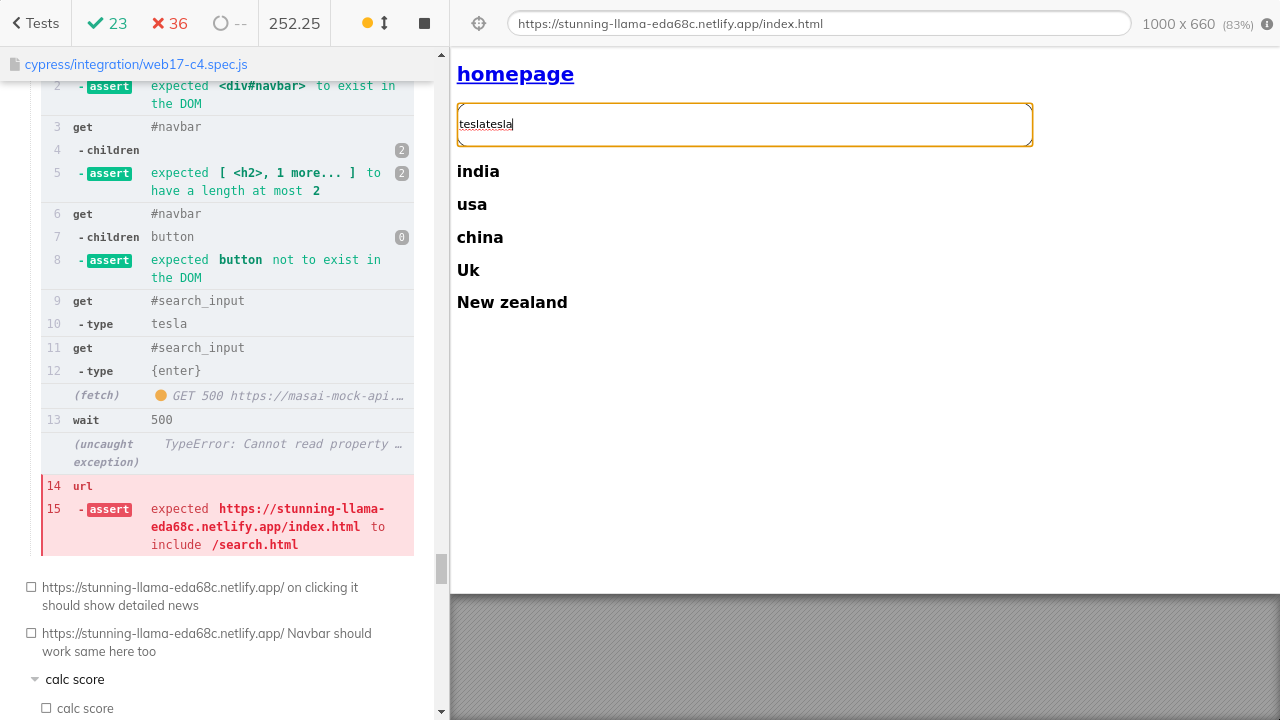 Tests
23
36
--
252.25
https://stunning-llama-eda68c.netlify.app/index.html
1000 x 660 (83%)
cypress/integration/web17-c4.spec.js
2 -assert expected <div#navbar> to exist in
the DOM
3 get #navbar
4 -children 2
5 -assert expected [ <h2>, 1 more... ] to 2
have a length at most 2
6 get #navbar
7 -children button 0
8 -assert expected button not to exist in
the DOM
9 get #search_input
10 -type tesla
11 get #search_input
12 -type {enter}
(fetch) GET 500 https://masai-mock-api.…
13 wait 500
(uncaught TypeError: Cannot read property …
exception)
14 url
15 -assert expected https://stunning-llama-
eda68c.netlify.app/index.html to
include /search.html
https://stunning-llama-eda68c.netlify.app/ on clicking it
should show detailed news
https://stunning-llama-eda68c.netlify.app/ Navbar should
work same here too
calc score
calc score
homepage
teslatesla
india
usa
china
Uk
New zealand